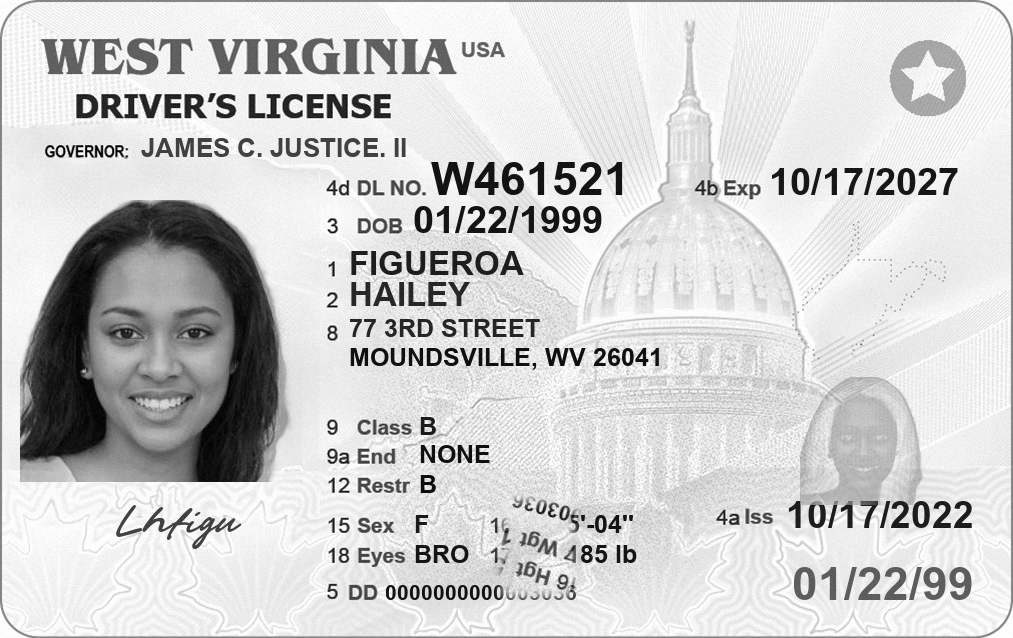 WEST VIRGINIA USA
DRIVER'S LICENSE
GOVERNOR: JAMES C. JUSTICE. II
4d DL NO. W461521 4b Exp 10/17/2027
3 DOB 01/22/1999
1 FIGUEROA
2 HAILEY
8 77 3RD STREET
MOUNDSVILLE, WV 26041
9 Class B
9a End NONE
12 Restr B
Lhfigu
15 Sex F 5'-04" 4a Iss 10/17/2022
18 Eyes BRO 85 lb
5 DD 0000000000
01/22/99